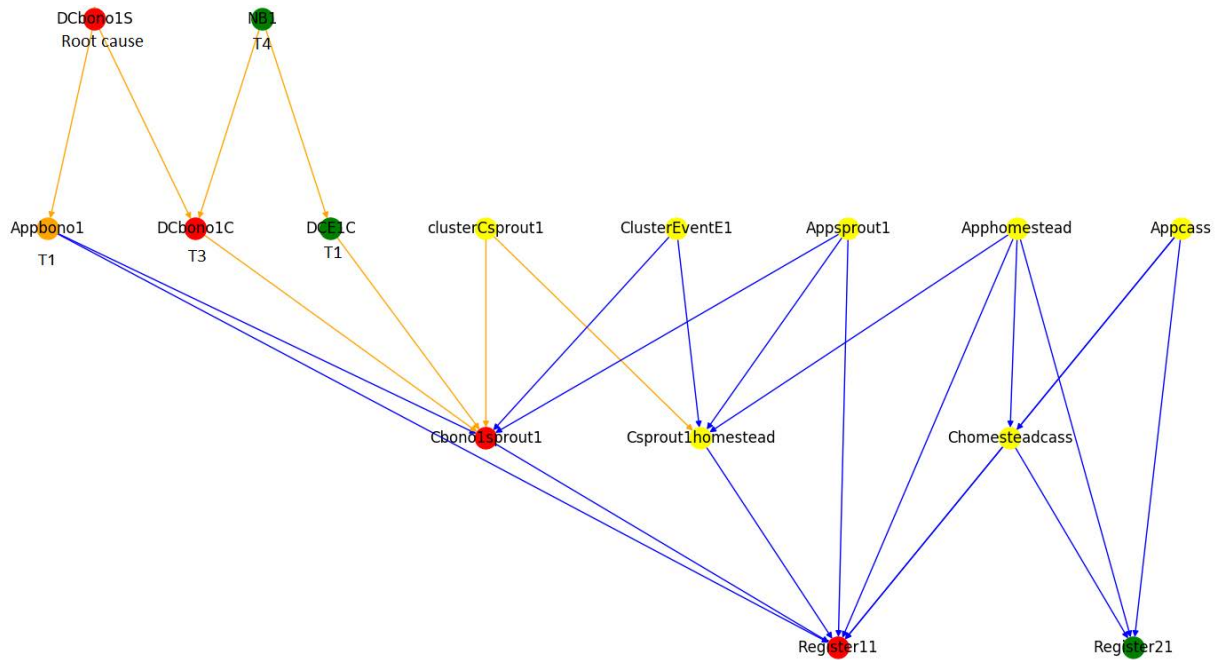 DCbono1S
NB1
Root cause
T4
Appbono1
DCbono1C
DCE1C
clusterCsprout1
ClusterEventE1
Appsprout1
Apphomestead
Appcass
T1
T3
T1
Cbono1sprout1
Csprout1homestead
Chomesteadcass
Register11
Register21